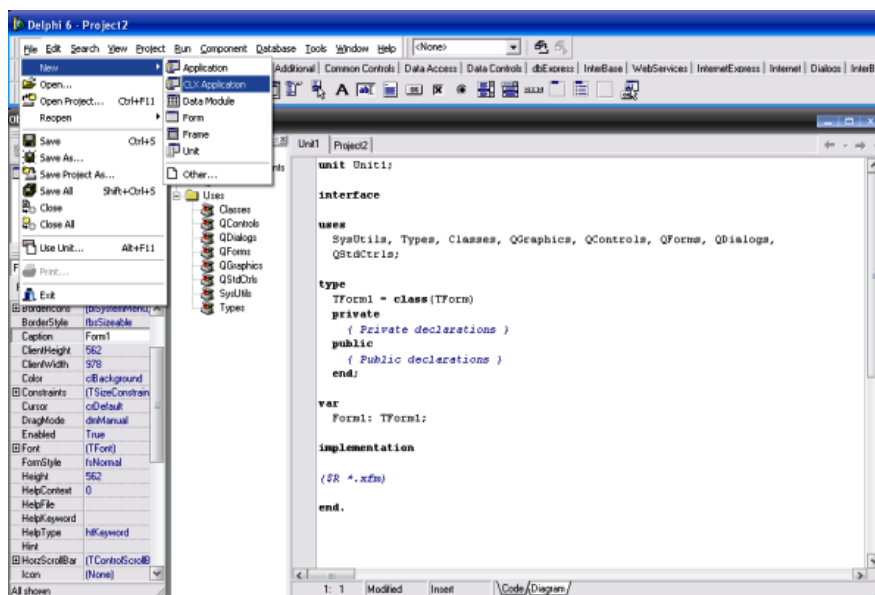 Delphi 6 - Project2
File Edit Search View Project Run Component Database Tools Window Help <None>
Additional Common Controls Data Access Data Controls dbExpress InterBase WebServices InternetExpress Internet Dialogs InterB
New
Open...
Open Project... Ctrl+F11
Reopen
Save Ctrl+S
Save As...
Save Project As...
Save All Shift+Ctrl+S
Close
Close All
Use Unit... Alt+F11
Print...
Exit
Application
CLX Application
Data Module
Form
Frame
Unit
Other...
Uses
Classes
QControls
QDialogs
QForms
QGraphics
QStdCtrls
SysUtils
Types
BorderIcons [biSystemMenu,
BorderStyle fbsSizeable
Caption Form1
ClientHeight 562
ClientWidth 978
Color clBackground
Constraints (TSizeConstrain
Cursor crDefault
DragMode dmManual
Enabled True
Font (TFont)
FormStyle fsNormal
Height 562
HelpContext 0
HelpFile
HelpKeyword
HelpType htKeyword
Hint
HorzScrollBar (TControlScrollB
Icon (None)
All shown
Unit1 Project2
unit Unit1;
interface
uses
SysUtils, Types, Classes, QGraphics, QControls, QForms, QDialogs,
QStdCtrls;
type
TForm1 = class(TForm)
private
{ Private declarations }
public
{ Public declarations }
end;
var
Form1: TForm1;
implementation
{$R *.xfm}
end.
1: 1 Modified Insert Code Diagram